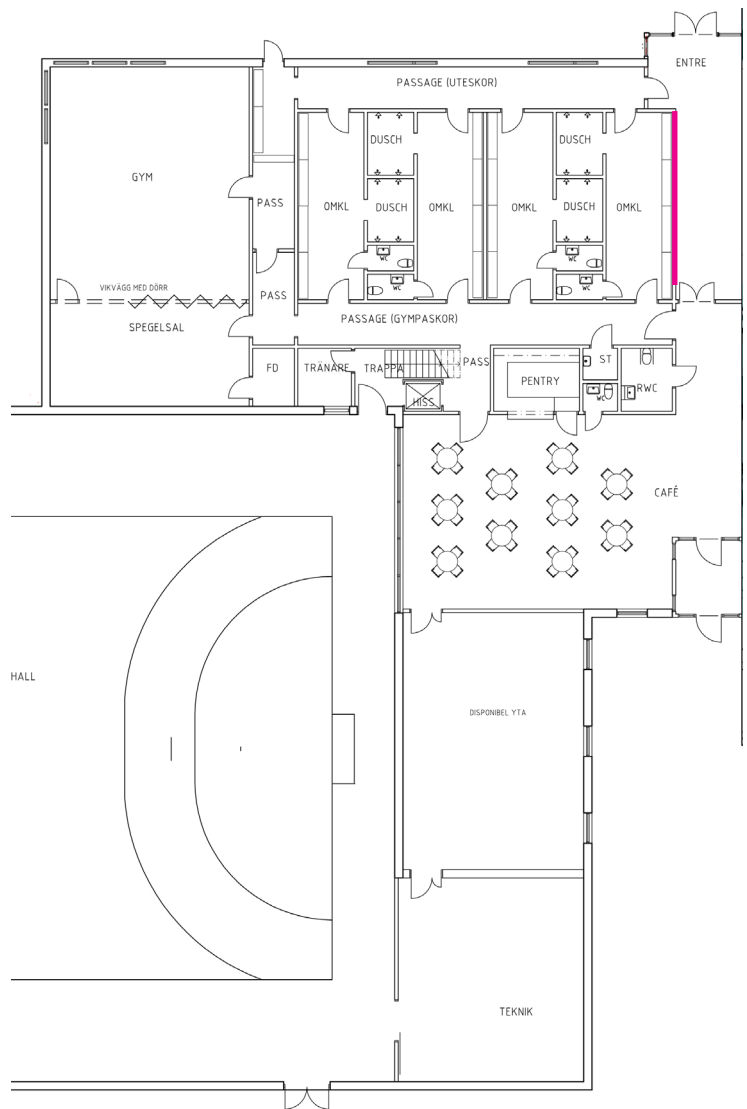 ENTRE
PASSAGE (UTESKOR)
DUSCH
DUSCH
GYM
PASS
OMKL
DUSCH
OMKL
OMKL
DUSCH
OMKL
WC
WC
WC
WC
VIKVÄGG MED DÖRR
PASS
SPEGELSAL
PASSAGE (GYMPASKOR)
FD
TRÄNARE
TRAPPA
PASS
PENTRY
ST
RWC
WC
HISS
CAFÉ
HALL
DISPONIBEL YTA
TEKNIK